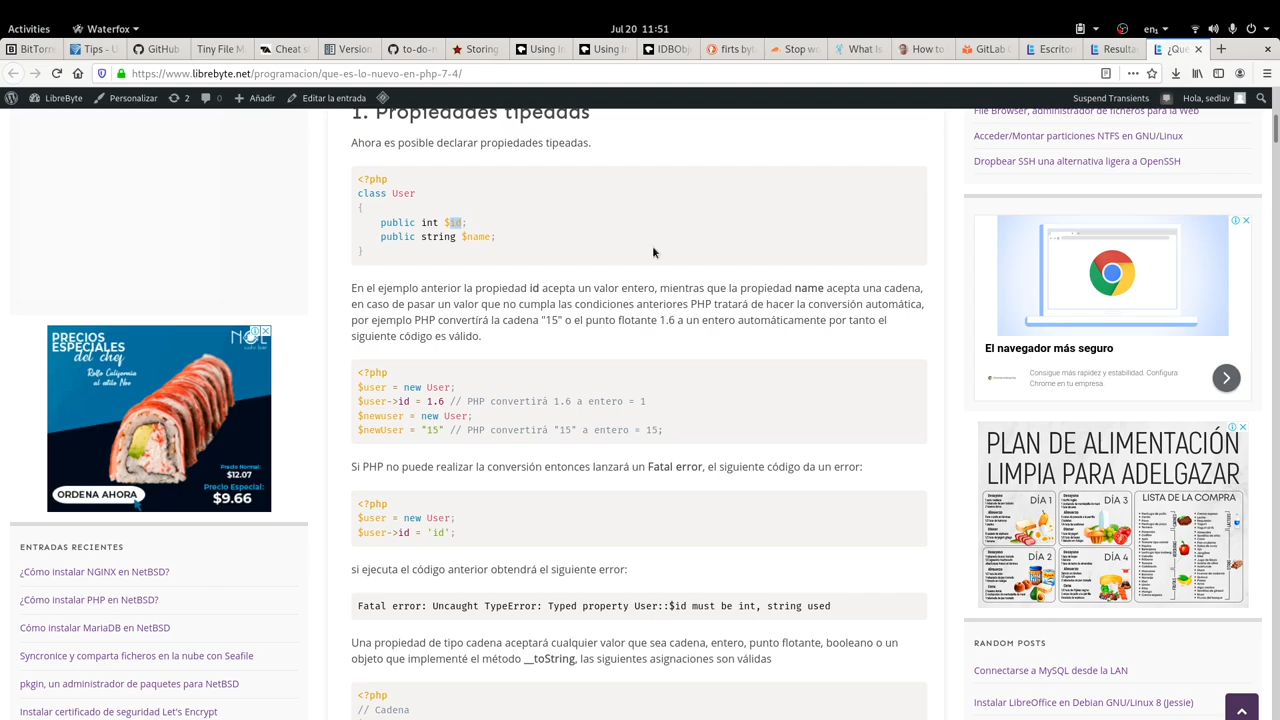 Activities
Waterfox
Jul 20 11:51
en₁
BitTorr
Tips - U
GitHub
Tiny File M
Cheat s
Version
to-do-r
Storing
Using In
Using In
IDBObj
firts by
Stop wo
What Is
How to
GitLab
Escritor
Resulta
¿Qué
https://www.librebyte.net/programacion/que-es-lo-nuevo-en-php-7-4/
LibreByte
Personalizar
2
0
Añadir
Editar la entrada
Suspend Transients
Hola, sedlav
1. Propiedades tipeadas
Ahora es posible declarar propiedades tipeadas.
<?php
class User
{
public int $id;
public string $name;
}
En el ejemplo anterior la propiedad id acepta un valor entero, mientras que la propiedad name acepta una cadena,
en caso de pasar un valor que no cumpla las condiciones anteriores PHP tratará de hacer la conversión automática,
por ejemplo PHP convertirá la cadena "15" o el punto flotante 1.6 a un entero automáticamente por tanto el
siguiente código es válido.
<?php
$user = new User;
$user->id = 1.6 // PHP convertirá 1.6 a entero = 1
$newuser = new User;
$newUser = "15" // PHP convertirá "15" a entero = 15;
Si PHP no puede realizar la conversión entonces lanzará un Fatal error, el siguiente código da un error:
<?php
$user = new User;
$user->id = 'id";
si ejecuta el código anterior obtendrá el siguiente error:
Fatal error: Uncaught TypeError: Typed property User::$id must be int, string used
Una propiedad de tipo cadena aceptará cualquier valor que sea cadena, entero, punto flotante, booleano o un
objeto que implementé el método __toString, las siguientes asignaciones son válidas
<?php
// Cadena
PRECIOS
ESPECIALES
del chef
Rollo California
al estilo Noe
NOE
Precio Normal:
$12.07
Precio Especial:
$9.66
ORDENA AHORA
ENTRADAS RECIENTES
¿Cómo instalar NGINX en NetBSD?
¿Cómo instalar PHP en NetBSD?
Cómo instalar MariaDB en NetBSD
Syncronice y comparta ficheros en la nube con Seafile
pkgin, un administrador de paquetes para NetBSD
Instalar certificado de seguridad Let's Encrypt
File Browser, administrador de ficheros para la Web
Acceder/Montar particiones NTFS en GNU/Linux
Dropbear SSH una alternativa ligera a OpenSSH
El navegador más seguro
Consigue más rapidez y estabilidad. Configura
Chrome en tu empresa.
PLAN DE ALIMENTACIÓN
LIMPIA PARA ADELGAZAR
DÍA 1
DÍA 3
LISTA DE LA COMPRA
DÍA 2
DÍA 4
RANDOM POSTS
Connectarse a MySQL desde la LAN
Instalar LibreOffice en Debian GNU/Linux 8 (Jessie)